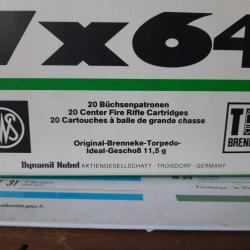 7x64
RWS
20 Büchsenpatronen
20 Center Fire Rifle Cartridges
20 Cartouches à balle de grande chasse
Original-Brenneke-Torpedo-
Ideal-Geschoß 11,5 g
Dynamit Nobel AKTIENGESELLSCHAFT · TROISDORF · GERMANY
31